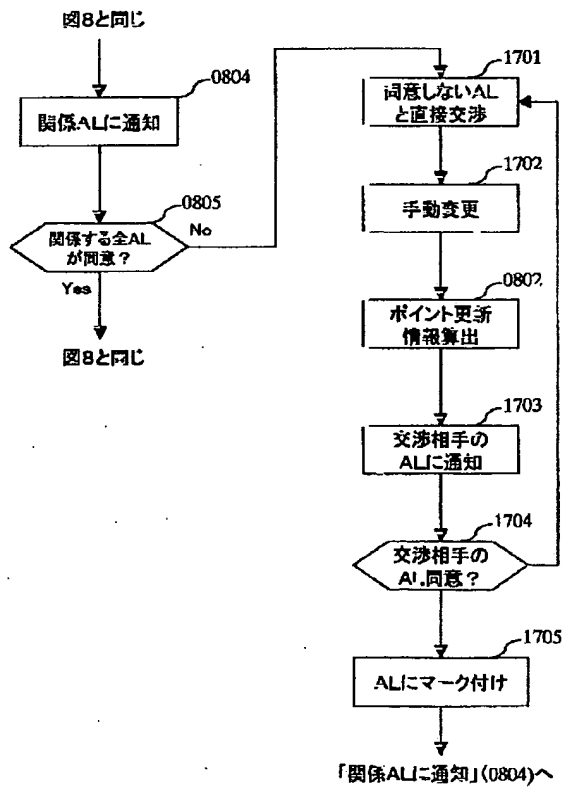 図8と同じ
0804
関係ALに通知
0805
関係する全AL
が同意？
No
Yes
図8と同じ
1701
同意しないAL
と直接交渉
1702
手動変更
0802
ポイント更新
情報算出
1703
交渉相手の
ALに通知
1704
交渉相手の
AL同意？
1705
ALにマーク付け
「関係ALに通知」(0804)へ